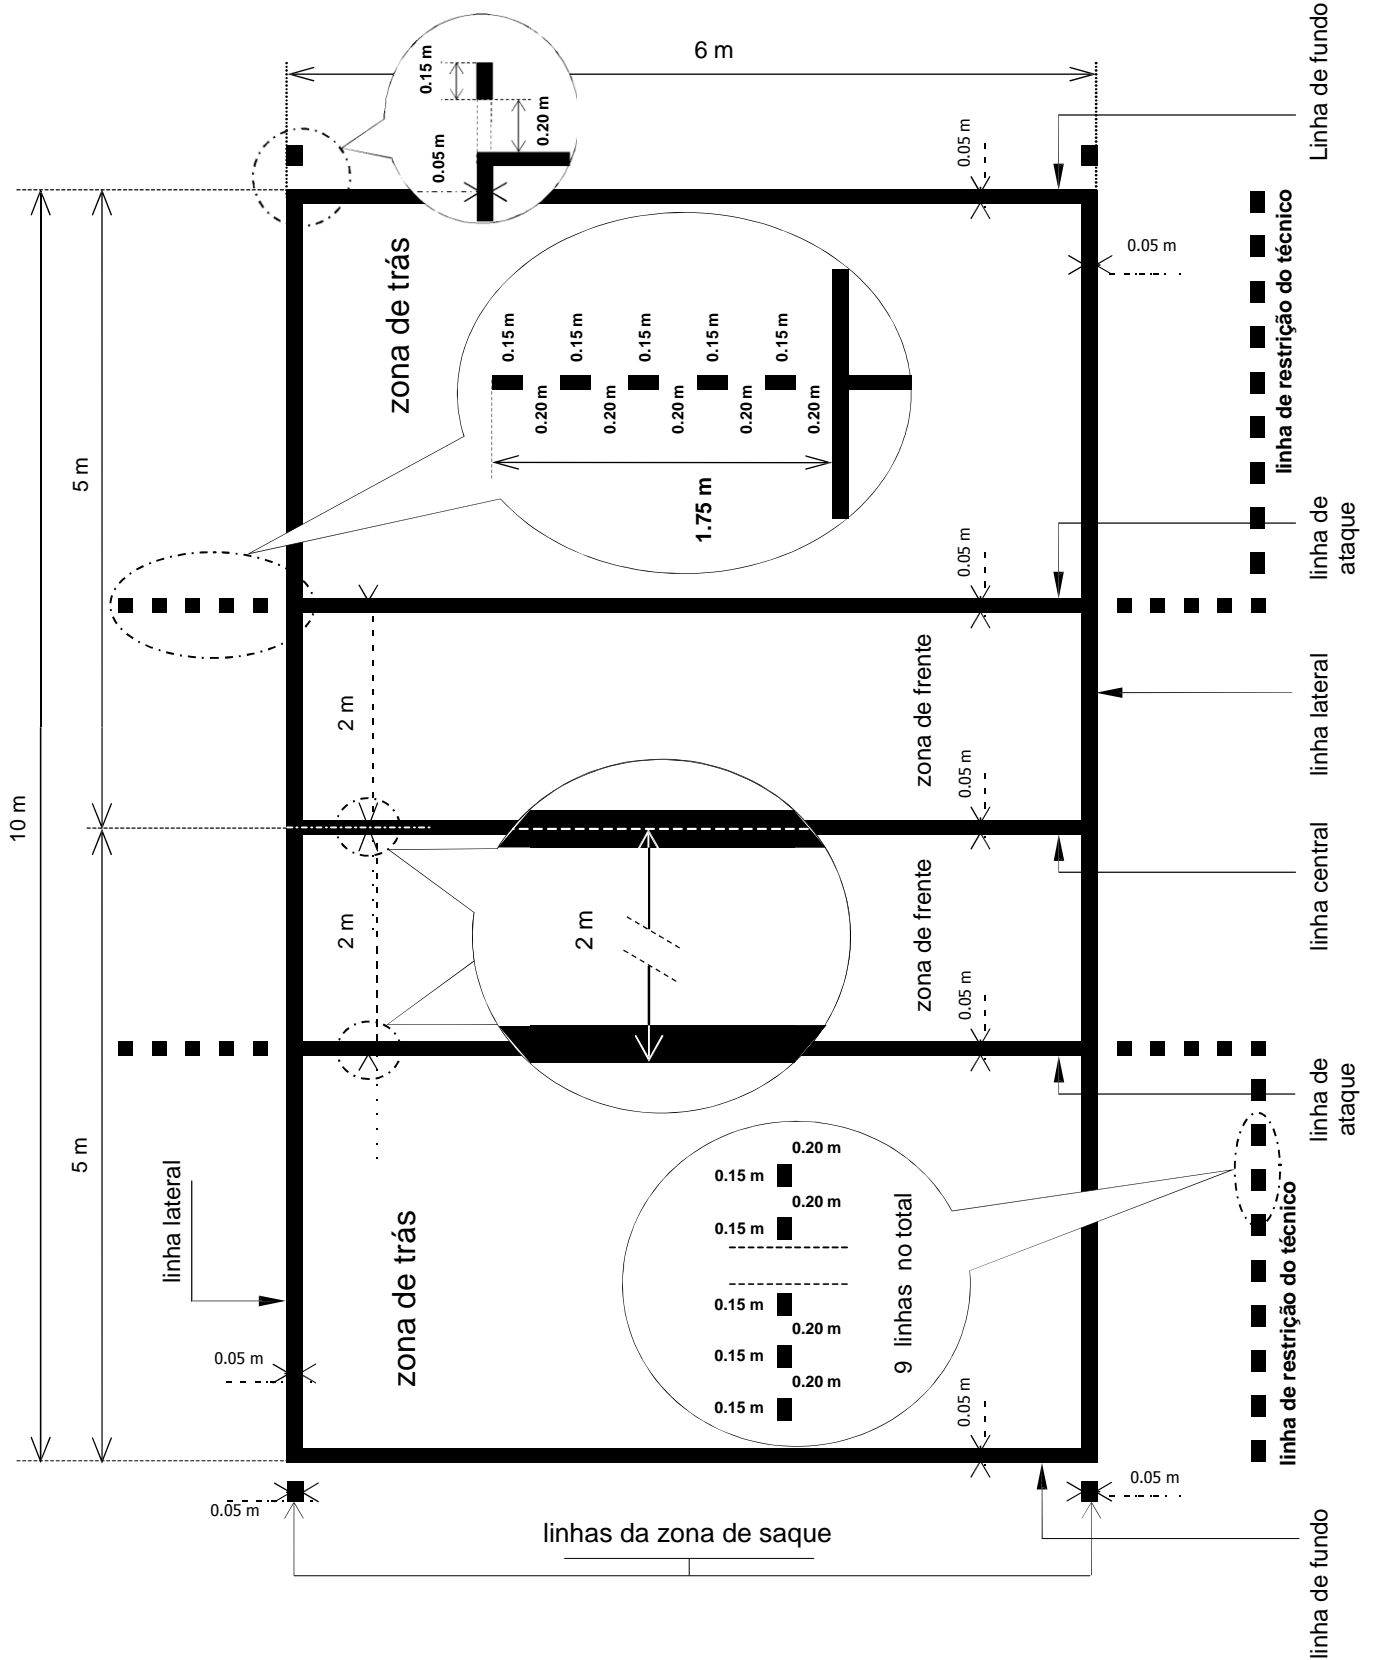 6 m
Linha de fundo
0.15 m
0.20 m
0.05 m
0.05 m
zona de trás
0.05 m
linha de restrição do técnico
0.15 m
0.15 m
0.15 m
0.15 m
0.15 m
0.20 m
0.20 m
0.20 m
0.20 m
0.20 m
1.75 m
5 m
0.05 m
linha de
ataque
10 m
2 m
zona de frente
linha lateral
0.05 m
2 m
2 m
zona de frente
linha central
0.05 m
5 m
linha de
ataque
linha lateral
zona de trás
0.20 m
0.15 m
0.20 m
0.15 m
0.15 m
0.20 m
0.15 m
0.20 m
0.15 m
9 linhas no total
linha de restrição do técnico
0.05 m
0.05 m
0.05 m
0.05 m
linhas da zona de saque
linha de fundo